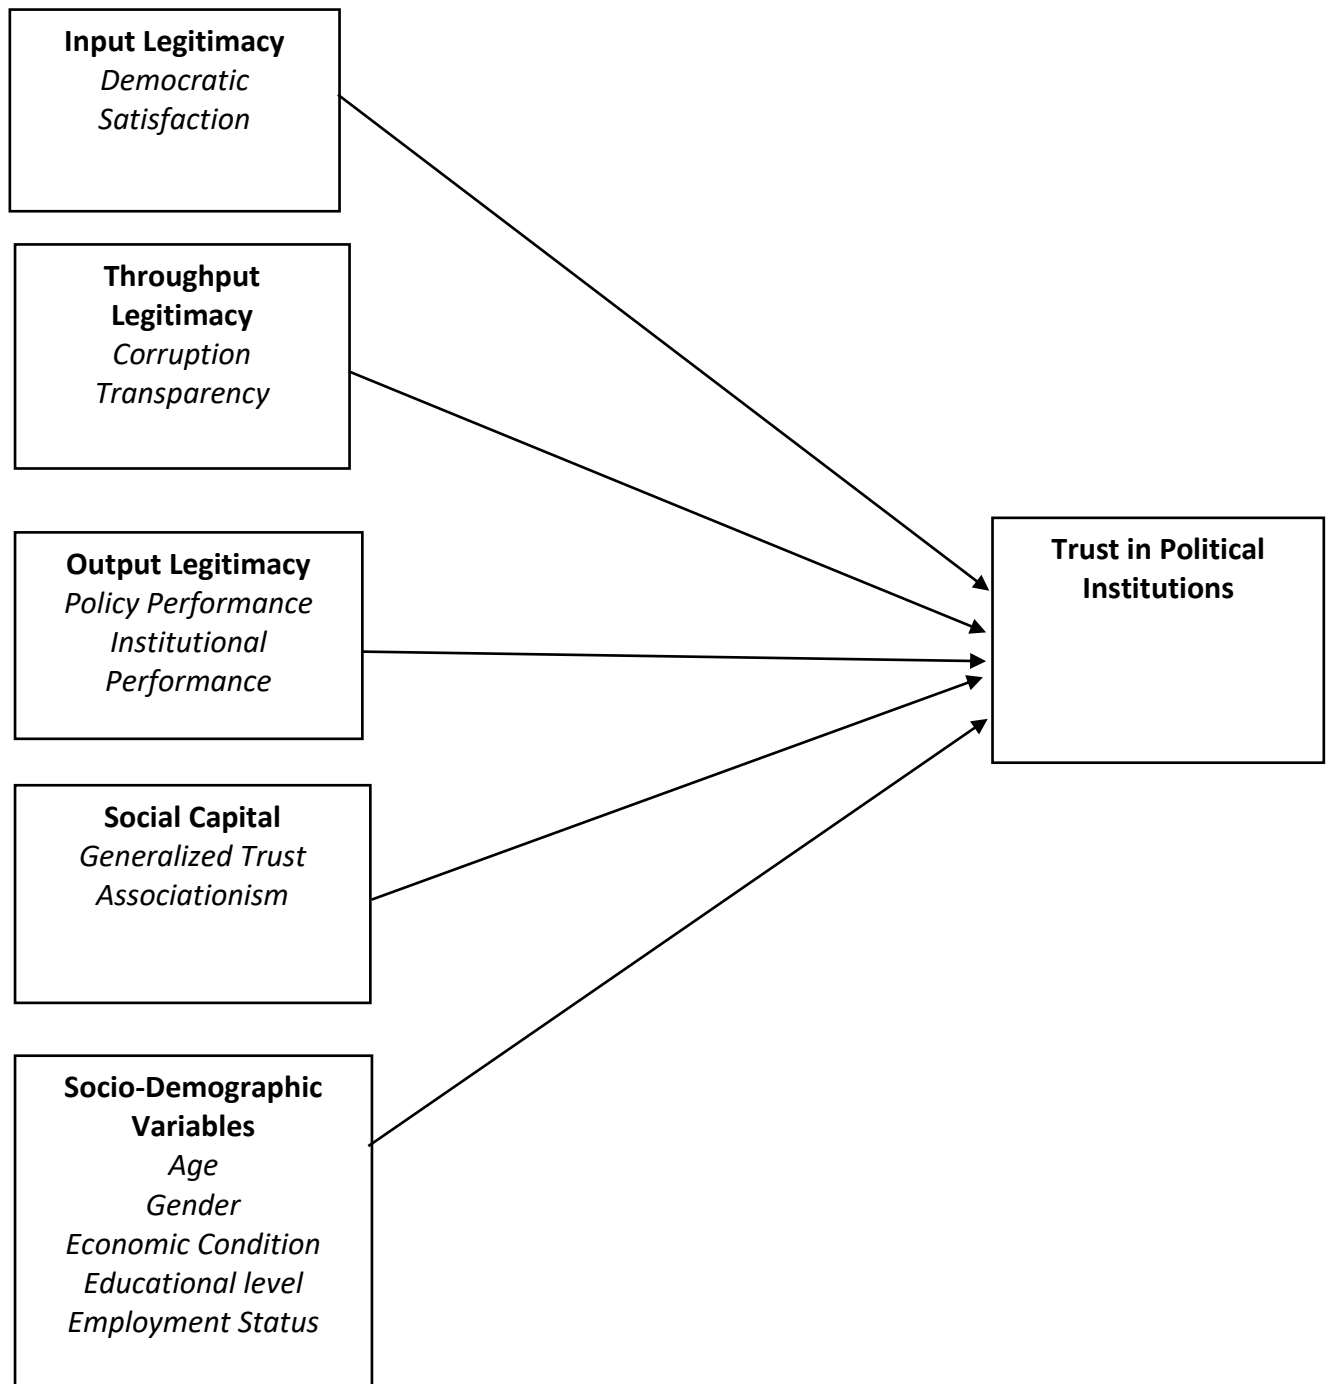 Input Legitimacy
Democratic
Satisfaction
Throughput
Legitimacy
Corruption
Transparency
Output Legitimacy
Policy Performance
Institutional
Performance
Social Capital
Generalized Trust
Associationism
Socio-Demographic
Variables
Age
Gender
Economic Condition
Educational level
Employment Status
Trust in Political
Institutions